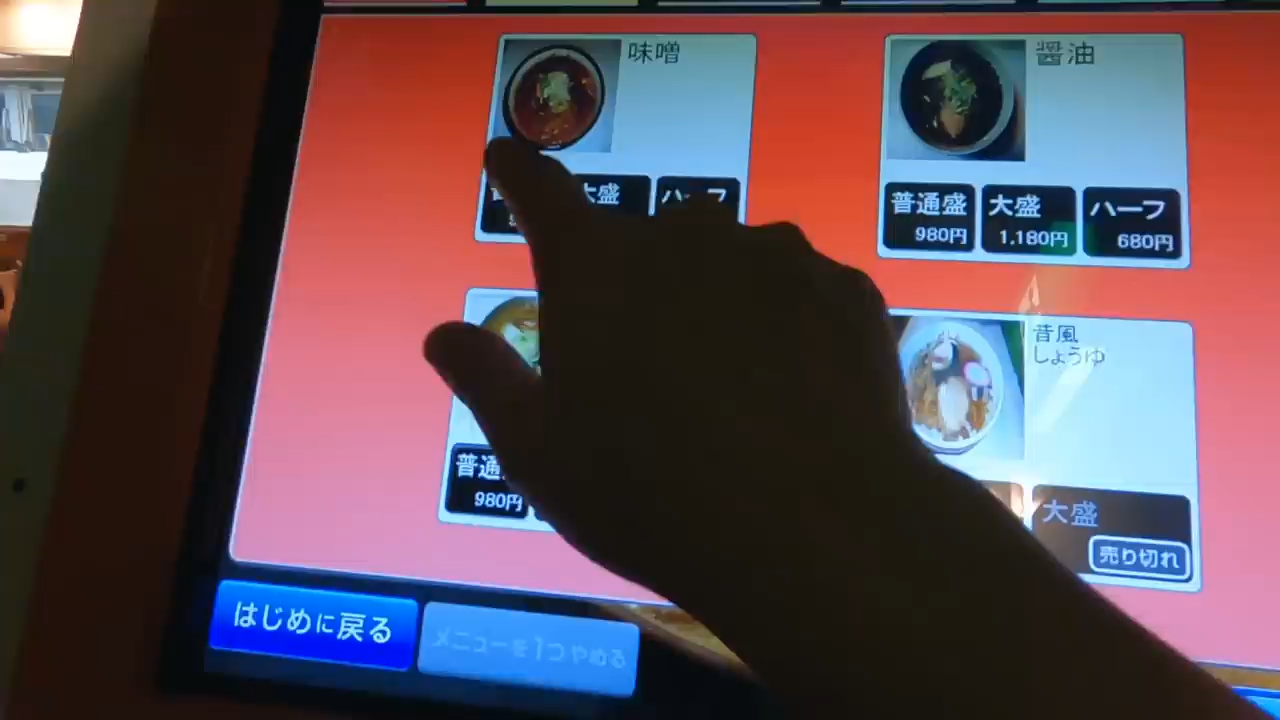 味噌
大盛
ハーフ
醤油
普通盛
980円
大盛
1,180円
ハーフ
680円
普通
980円
昔風
しょうゆ
大盛
売り切れ
はじめに戻る
メニューを1つやめる